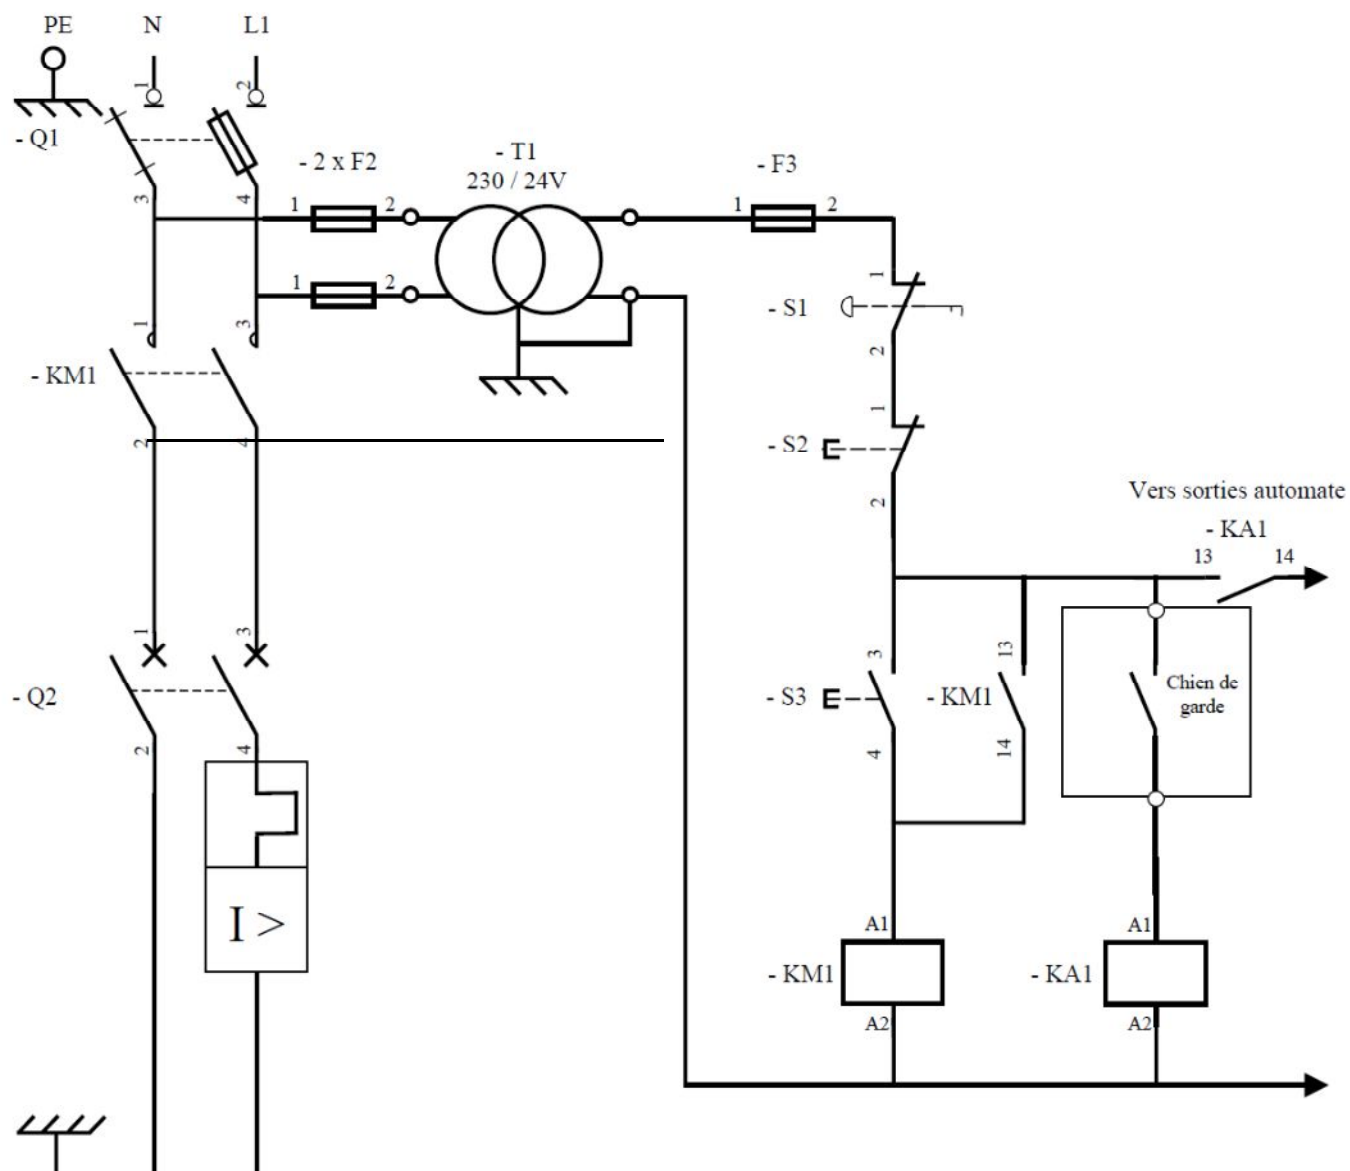 PE N L1
1 2
- Q1
3 4
- 2 x F2
1 2
1 2
- T1
230 / 24V
- F3
1 2
1
- S1
2
1 3
- KM1
2 4
1
- S2
2
Vers sorties automate
- KA1
13 14
1 3
- Q2
2 4
I >
3
- S3
4
13
- KM1
14
Chien de
garde
A1
- KM1
A2
A1
- KA1
A2